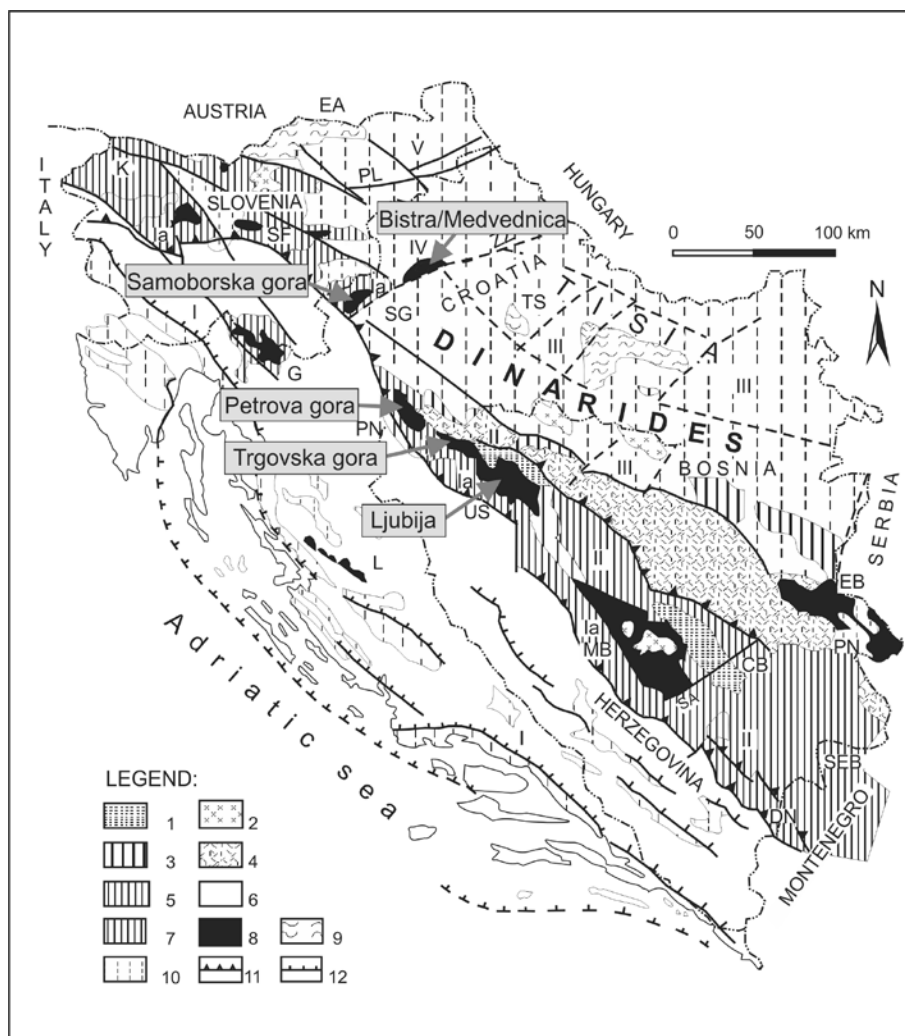 AUSTRIA
EA
ITALY
K
V
PL
SLOVENIA
HUNGARY
Bistra/Medvednica
Ia
SF
IV
ZZ
0 50 100 km
Samoborska gora
Ia
CROATIA
N
I
SG
TS
TISIA
III
DINARIDES
III
G
Petrova gora
PN
II
Trgovska gora
III
BOSNIA
SERBIA
Ia
US
Ljubija
L
II
EB
Ia
MB
CB
PN
ST
Adriatic sea
HERZEGOVINA
I
II
SEB
LEGEND:
DN
MONTENEGRO
1 2
3 4
5 6
7 8 9
10 11 12